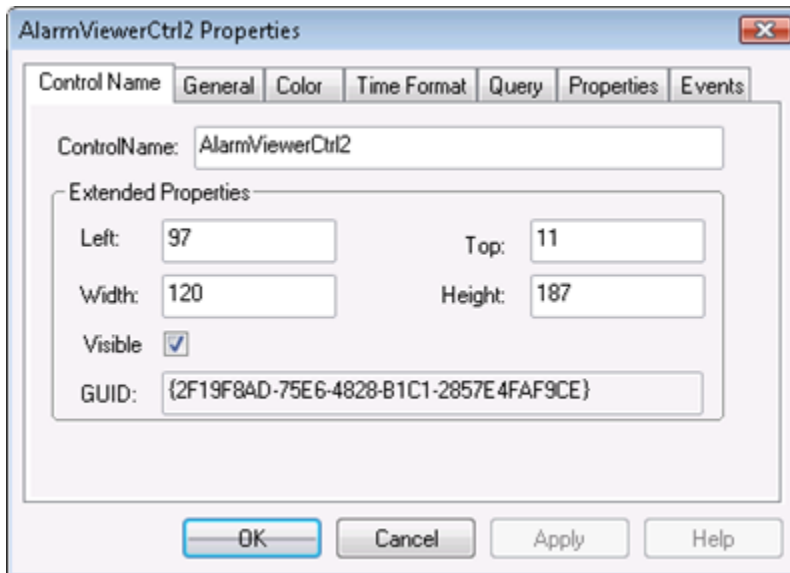 AlarmViewerCtrl2 Properties
Control Name General Color Time Format Query Properties Events
ControlName: AlarmViewerCtrl2
Extended Properties
Left: 97 Top: 11
Width: 120 Height: 187
Visible
GUID: {2F19F8AD-75E6-4828-B1C1-2857E4FAF9CE}
OK Cancel Apply Help